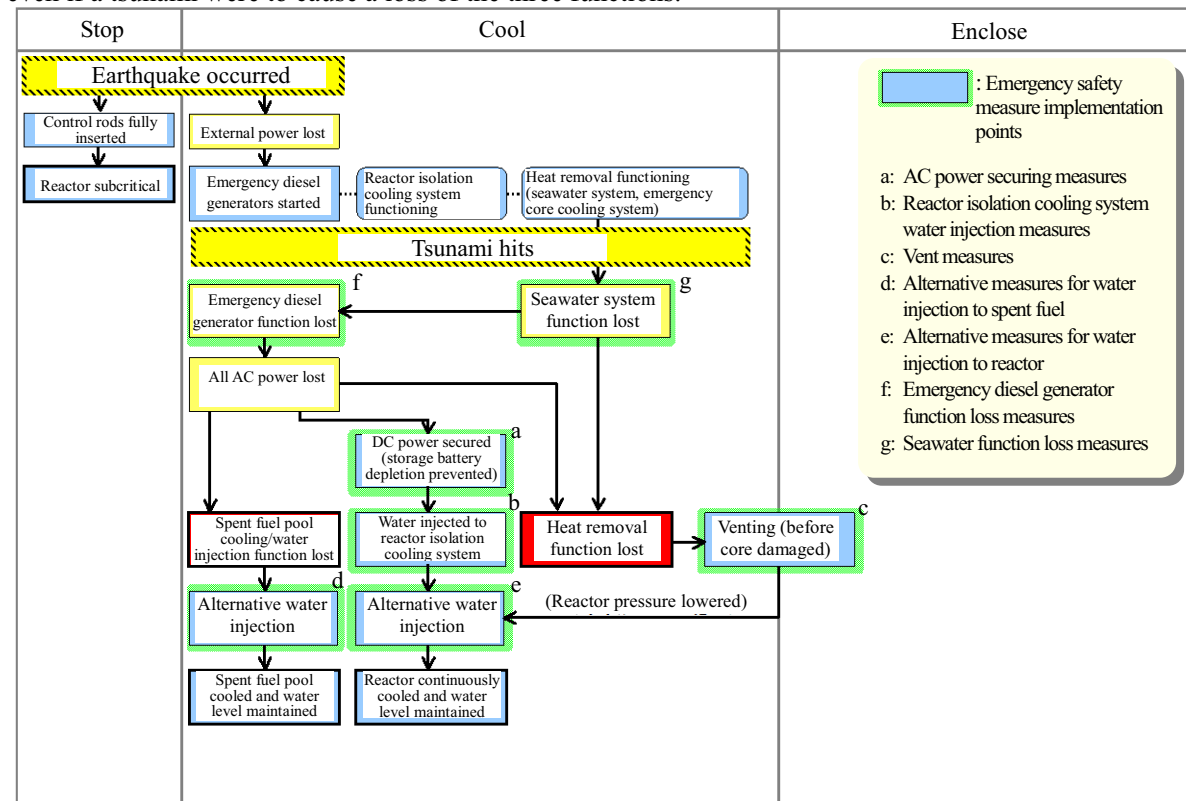 even if a tsunami were to cause a loss of the three functions.
Stop
Cool
Enclose
Earthquake occurred
Control rods fully
inserted
External power lost
Reactor subcritical
Emergency diesel
generators started
Reactor isolation
cooling system
functioning
Heat removal functioning
(seawater system, emergency
core cooling system)
Tsunami hits
f
Emergency diesel
generator function lost
g
Seawater system
function lost
All AC power lost
a
DC power secured
(storage battery
depletion prevented)
Spent fuel pool
cooling/water
injection function lost
b
Water injected to
reactor isolation
cooling system
Heat removal
function lost
c
Venting (before
core damaged)
d
Alternative water
injection
e
Alternative water
injection
(Reactor pressure lowered)
Spent fuel pool
cooled and water
level maintained
Reactor continuously
cooled and water
level maintained
: Emergency safety
measure implementation
points
a: AC power securing measures
b: Reactor isolation cooling system
water injection measures
c: Vent measures
d: Alternative measures for water
injection to spent fuel
e: Alternative measures for water
injection to reactor
f: Emergency diesel generator
function loss measures
g: Seawater function loss measures